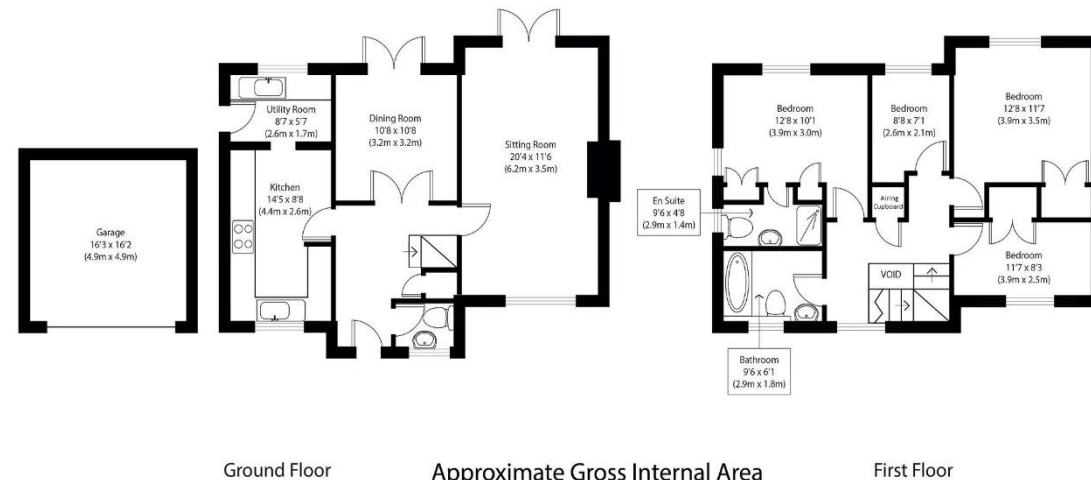 Garage
16'3 x 16'2
(4.9m x 4.9m)
Utility Room
8'7 x 5'7
(2.6m x 1.7m)
Kitchen
14'5 x 8'8
(4.4m x 2.6m)
Dining Room
10'8 x 10'8
(3.2m x 3.2m)
Sitting Room
20'4 x 11'6
(6.2m x 3.5m)
Bedroom
12'8 x 10'1
(3.9m x 3.0m)
Bedroom
8'8 x 7'1
(2.6m x 2.1m)
Bedroom
12'8 x 11'7
(3.9m x 3.5m)
En Suite
9'6 x 4'8
(2.9m x 1.4m)
Airing
Cupboard
VOID
Bedroom
11'7 x 8'3
(3.9m x 2.5m)
Bathroom
9'6 x 6'1
(2.9m x 1.8m)
Ground Floor
Approximate Gross Internal Area
First Floor